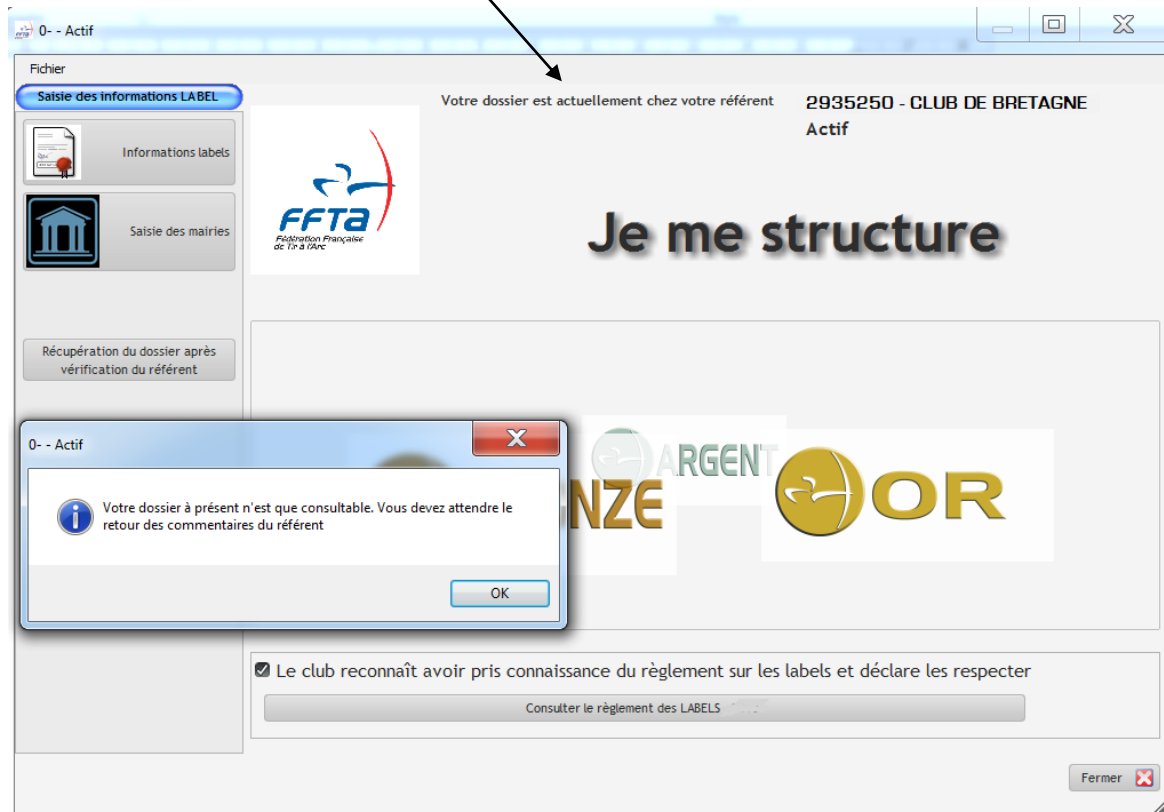 0- - Actif
Fichier
Saisie des informations LABEL
Informations labels
Saisie des mairies
Récupération du dossier après
vérification du référent
Votre dossier est actuellement chez votre référent
2935250 - CLUB DE BRETAGNE
Actif
FFTA
Fédération Française
de Tir à l'Arc
Je me structure
NZE
ARGENT
OR
0- - Actif
Votre dossier à présent n'est que consultable. Vous devez attendre le
retour des commentaires du référent
OK
Le club reconnaît avoir pris connaissance du règlement sur les labels et déclare les respecter
Consulter le règlement des LABELS
Fermer